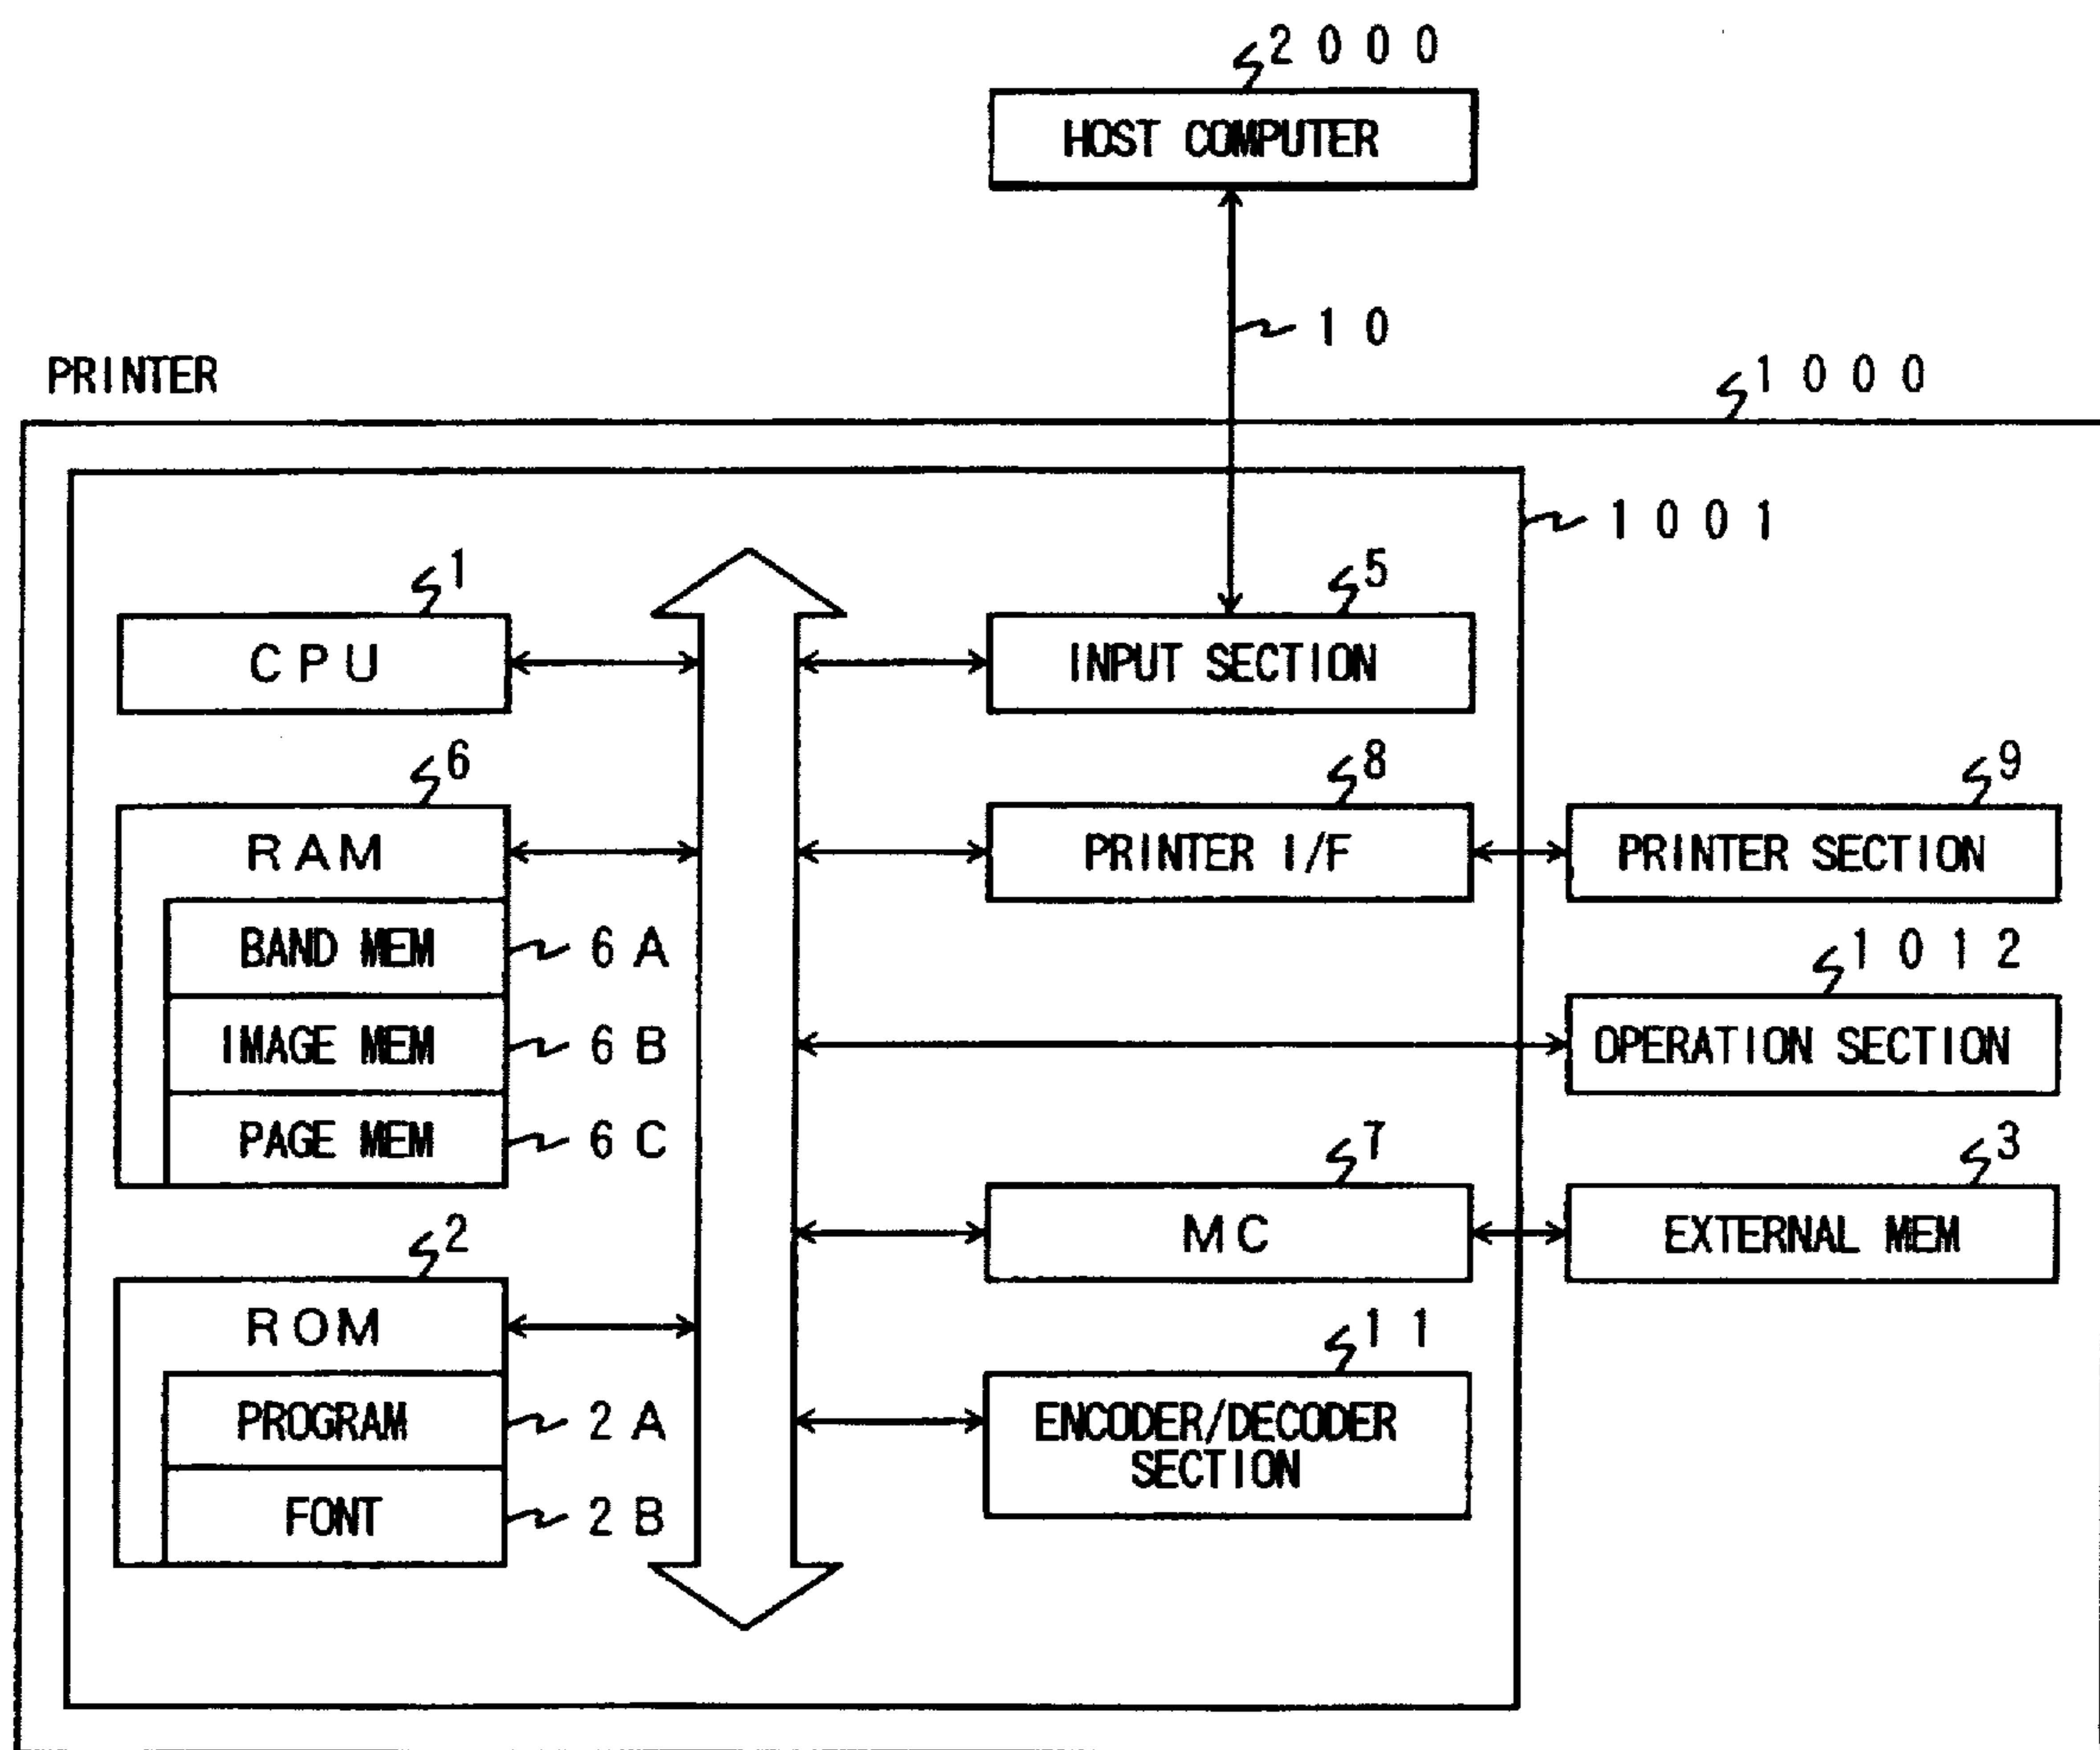 2000
HOST COMPUTER
10
PRINTER
1000
1001
1
CPU
5
INPUT SECTION
6
RAM
8
PRINTER I/F
9
PRINTER SECTION
BAND MEM
6A
1012
IMAGE MEM
6B
OPERATION SECTION
PAGE MEM
6C
7
MC
3
EXTERNAL MEM
2
ROM
11
PROGRAM
2A
ENCODER/DECODER
SECTION
FONT
2B